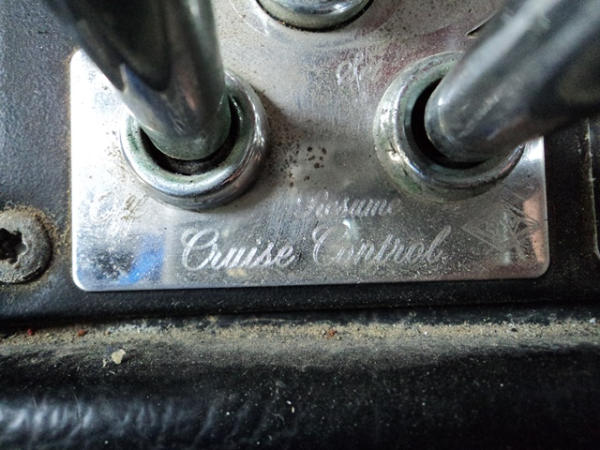 Off
Resume
Cruise Control